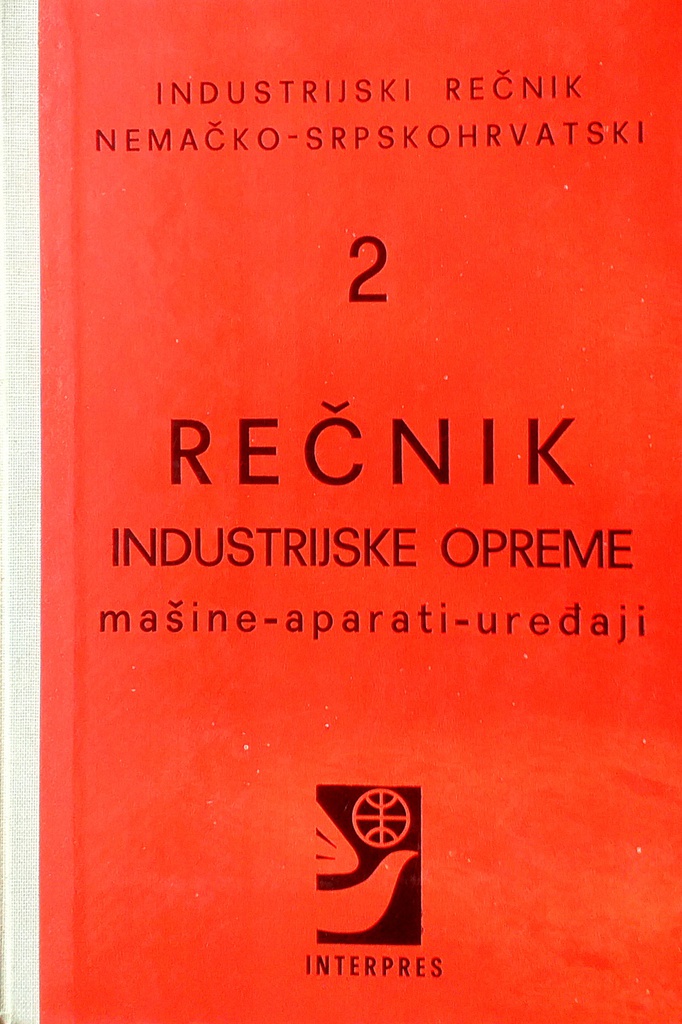 INDUSTRIJSKI REČNIK
NEMAČKO-SRPSKOHRVATSKI
2
REČNIK
INDUSTRIJSKE OPREME
mašine-aparati-uređaji
INTERPRES